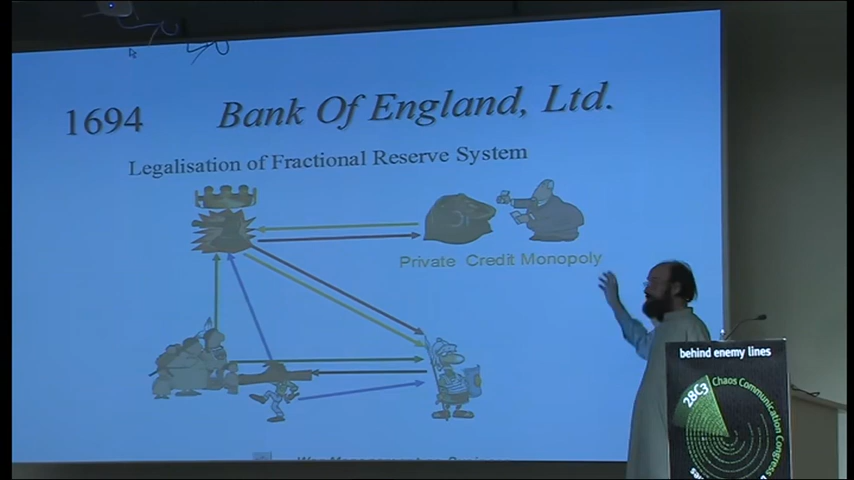 1694 Bank Of England, Ltd.
Legalisation of Fractional Reserve System
Private Credit Monopoly
behind enemy lines
28C3
Chaos Communication Congress